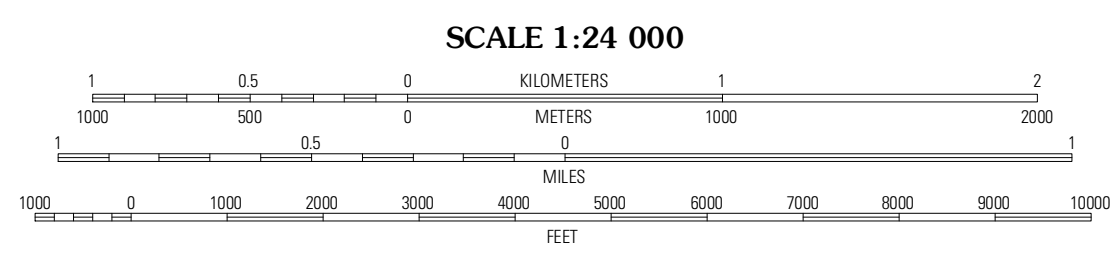 SCALE 1:24 000
1 0.5 0 KILOMETERS 1 2
1000 500 0 METERS 1000 2000
1 0.5 0 1
MILES
1000 0 1000 2000 3000 4000 5000 6000 7000 8000 9000 10000
FEET